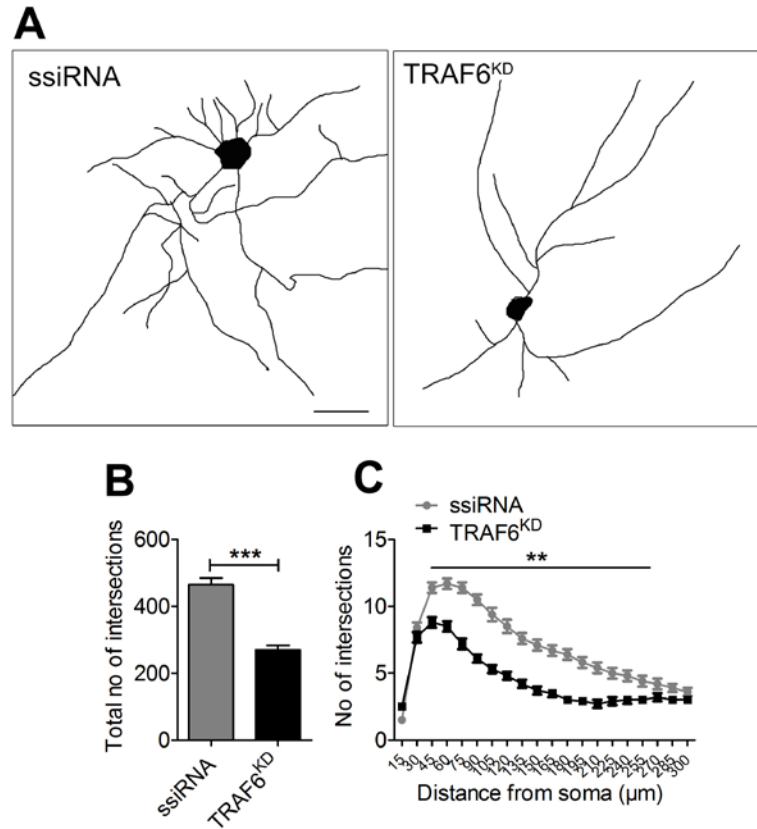 A
ssiRNA
TRAF6KD
B
Total no of intersections
600
400
200
0
***
ssiRNA
TRAF6KD
C
ssiRNA
TRAF6KD
No of intersections
15
10
5
0
**
15
30
45
60
75
90
105
120
135
150
165
180
195
210
225
240
255
270
285
300
Distance from soma (µm)